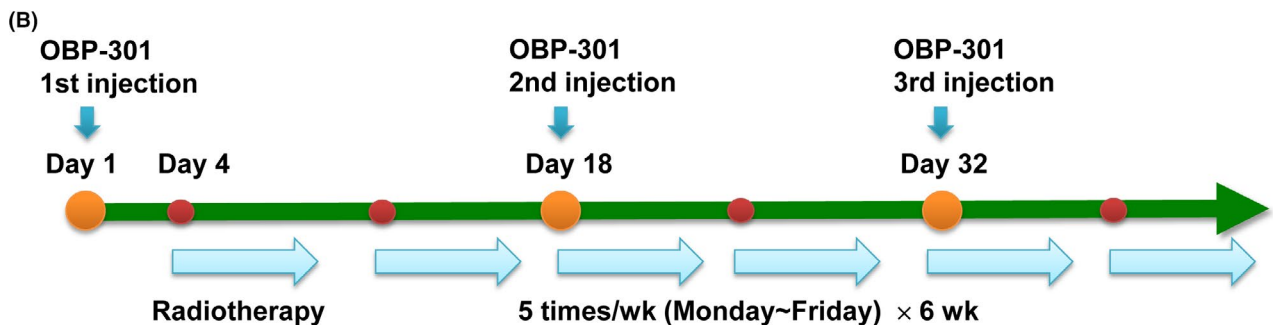 (B)
OBP-301
1st injection
OBP-301
2nd injection
OBP-301
3rd injection
Day 1
Day 4
Day 18
Day 32
Radiotherapy
5 times/wk (Monday~Friday) × 6 wk